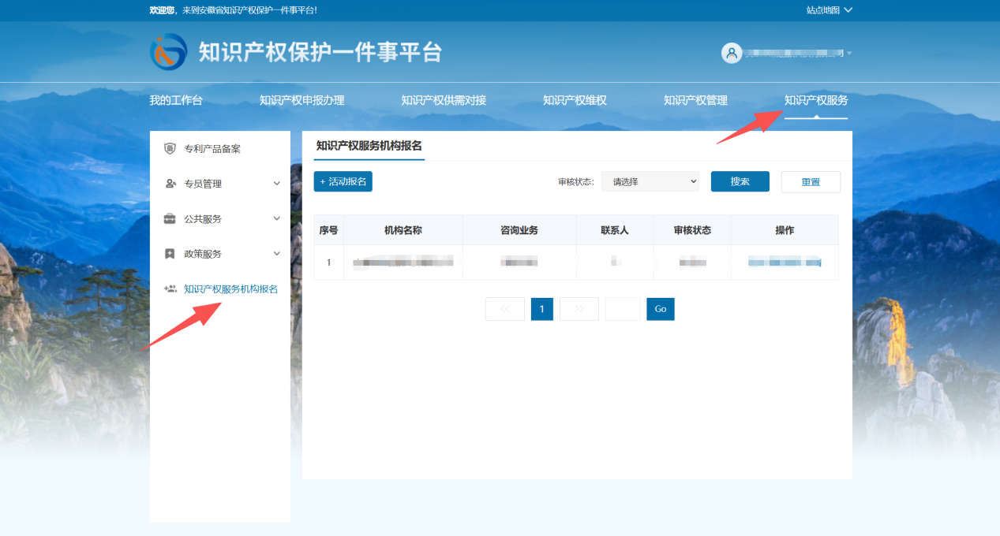 欢迎您，来到安徽省知识产权保护一件事平台！
站点地图
知识产权保护一件事平台
我的工作台 知识产权申报办理 知识产权供需对接 知识产权维权 知识产权管理 知识产权服务
专利产品备案
专员管理
公共服务
政策服务
知识产权服务机构报名
知识产权服务机构报名
+ 活动报名 审核状态： 请选择 搜索 重置
序号 机构名称 咨询业务 联系人 审核状态 操作
1
<< 1 >> Go